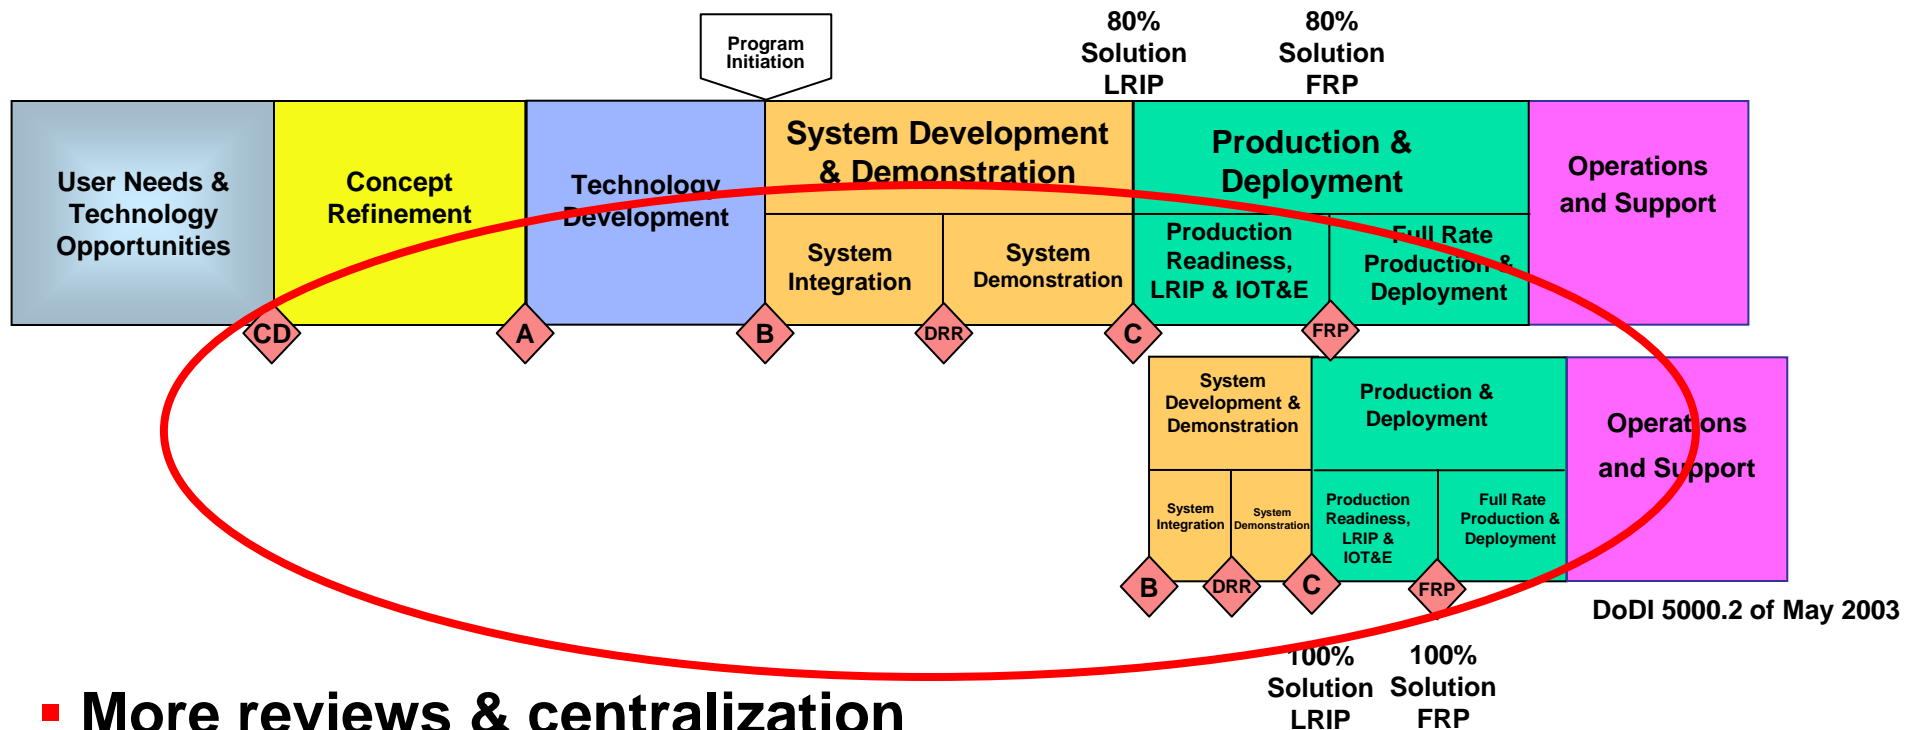 Program
Initiation
80%
Solution
LRIP
80%
Solution
FRP
User Needs &
Technology
Opportunities
Concept
Refinement
Technology
Development
System Development
& Demonstration
System
Integration
System
Demonstration
Production &
Deployment
Production
Readiness,
LRIP & IOT&E
Full Rate
Production &
Deployment
Operations
and Support
CD
A
B
DRR
C
FRP
System
Development &
Demonstration
System
Integration
System
Demonstration
Production &
Deployment
Production
Readiness,
LRIP &
IOT&E
Full Rate
Production &
Deployment
Operations
and Support
B
DRR
C
FRP
DoDI 5000.2 of May 2003
100%
Solution
LRIP
100%
Solution
FRP
▪ More reviews & centralization